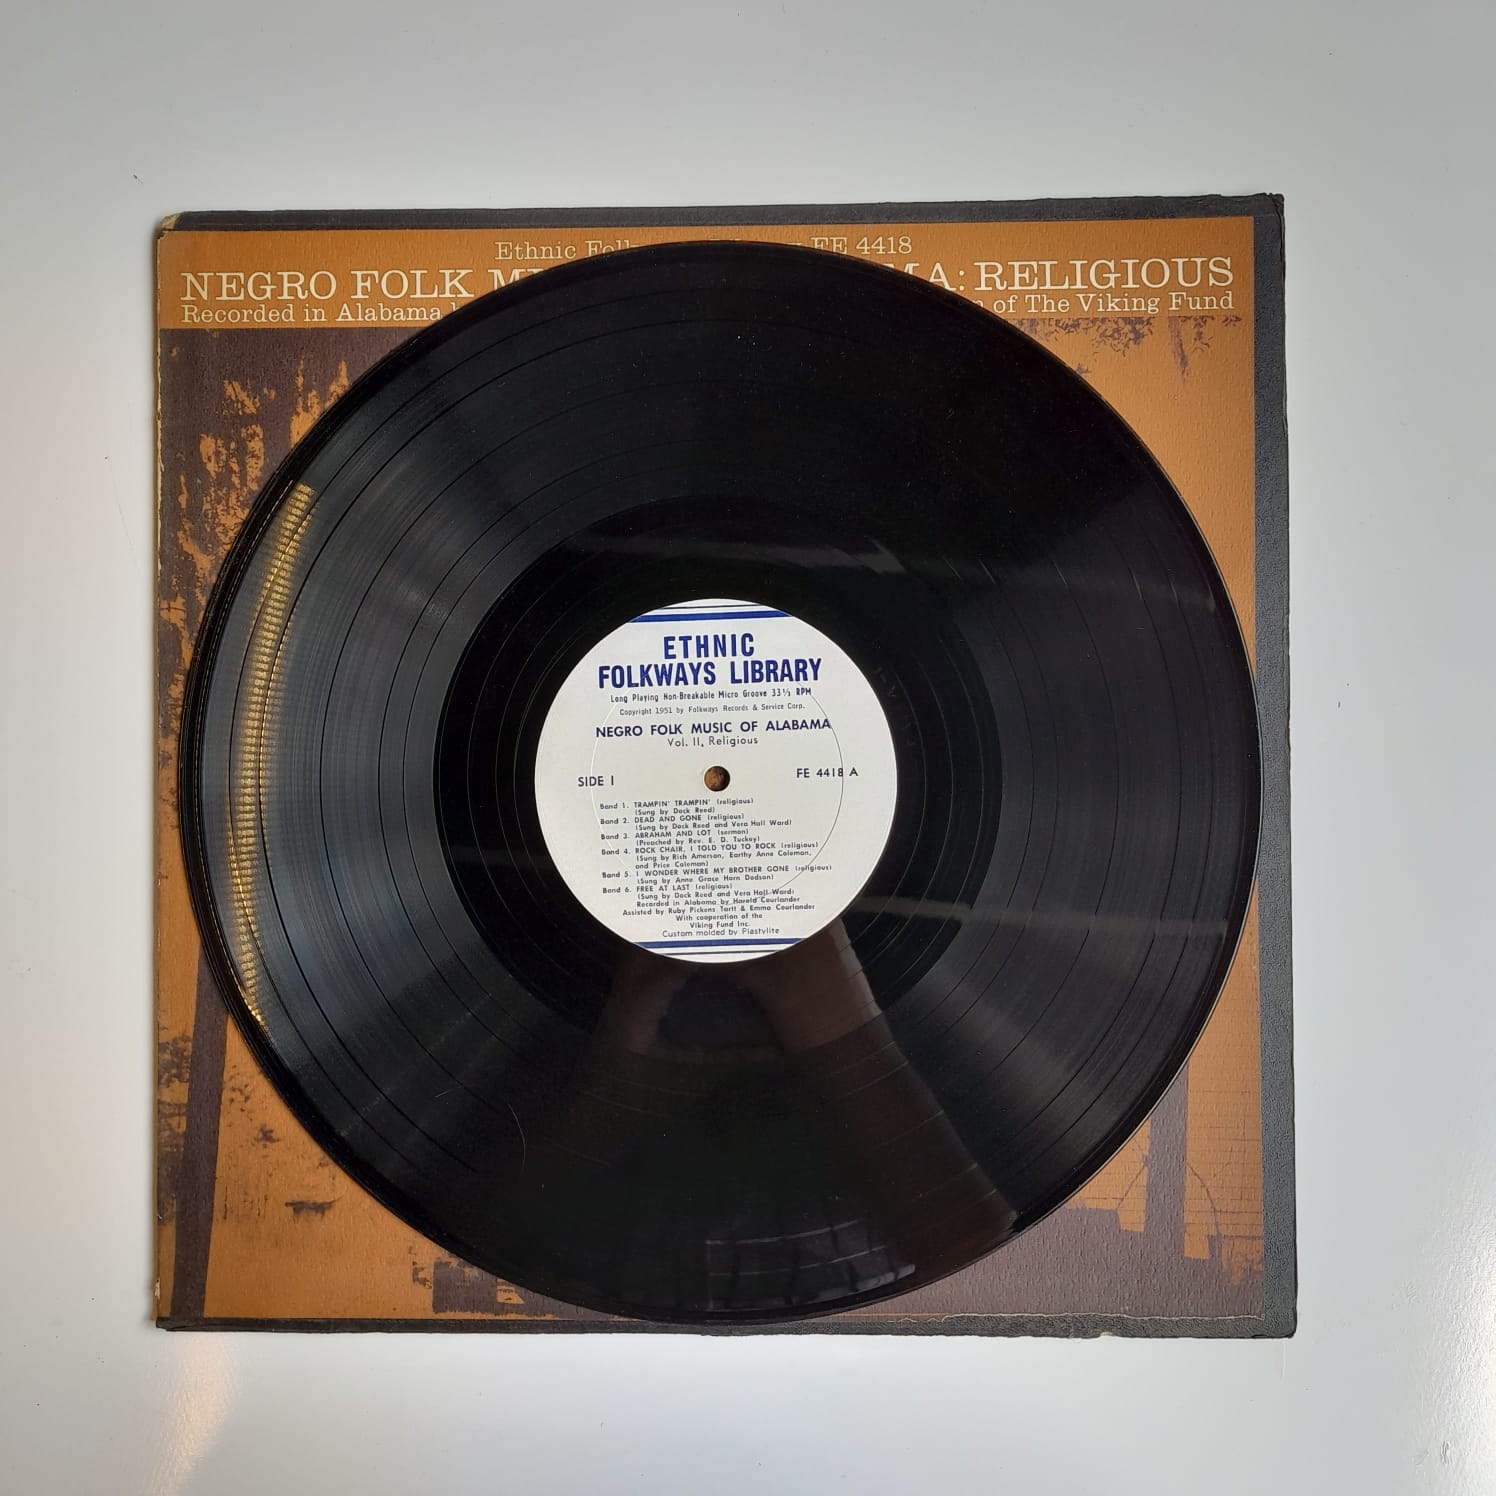 Ethnic FE 4418
NEGRO FOLK : RELIGIOUS
Recorded in Alabama of The Viking Fund
ETHNIC
FOLKWAYS LIBRARY
Long Playing Non-Breakable Micro Groove 33⅓ RPM
Copyright 1951 by Folkways Records & Service Corp.
NEGRO FOLK MUSIC OF ALABAMA
Vol. II, Religious
SIDE I FE 4418 A
Band 1. TRAMPIN' TRAMPIN' (religious)
(Sung by Dock Reed)
Band 2. DEAD AND GONE (religious)
(Sung by Dock Reed and Vera Hall Ward)
Band 3. ABRAHAM AND LOT (sermon)
(Preached by Rev. E. D. Tuckey)
Band 4. ROCK CHAIR, I TOLD YOU TO ROCK (religious)
(Sung by Rich Amerson, Earthy Anne Coleman,
and Price Coleman)
Band 5. I WONDER WHERE MY BROTHER GONE (religious)
(Sung by Anne Grace Horn Dodson)
Band 6. FREE AT LAST (religious)
(Sung by Dock Reed and Vera Hall Ward)
Recorded in Alabama by Harold Courlander
Assisted by Ruby Pickens Tartt & Emma Courlander
With cooperation of the
Viking Fund Inc.
Custom molded by Plastylite